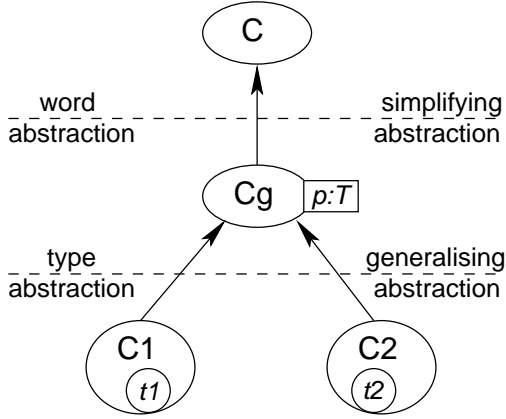 C
word simplifying
abstraction abstraction
Cg p:T
type generalising
abstraction abstraction
C1 C2
t1 t2